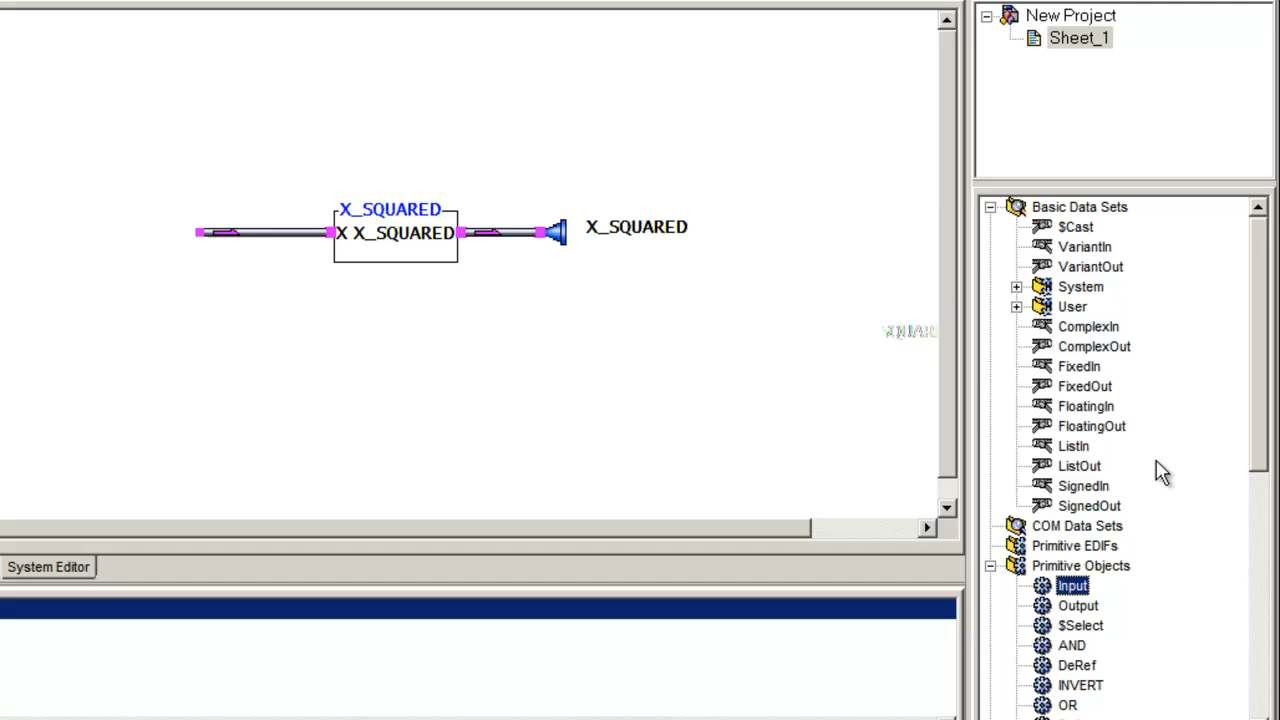 New Project
Sheet_1
X_SQUARED
X X_SQUARED
X_SQUARED
Basic Data Sets
$Cast
VariantIn
VariantOut
System
User
ComplexIn
ComplexOut
FixedIn
FixedOut
FloatingIn
FloatingOut
ListIn
ListOut
SignedIn
SignedOut
COM Data Sets
Primitive EDIFs
Primitive Objects
Input
Output
$Select
AND
DeRef
INVERT
OR
System Editor